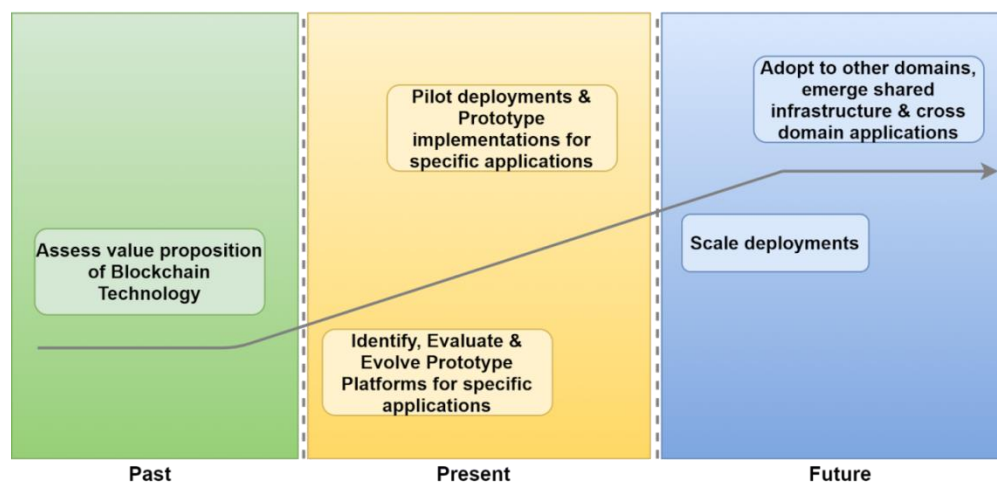 Assess value proposition
of Blockchain
Technology
Pilot deployments &
Prototype
implementations for
specific applications
Identify, Evaluate &
Evolve Prototype
Platforms for specific
applications
Adopt to other domains,
emerge shared
infrastructure & cross
domain applications
Scale deployments
Past
Present
Future